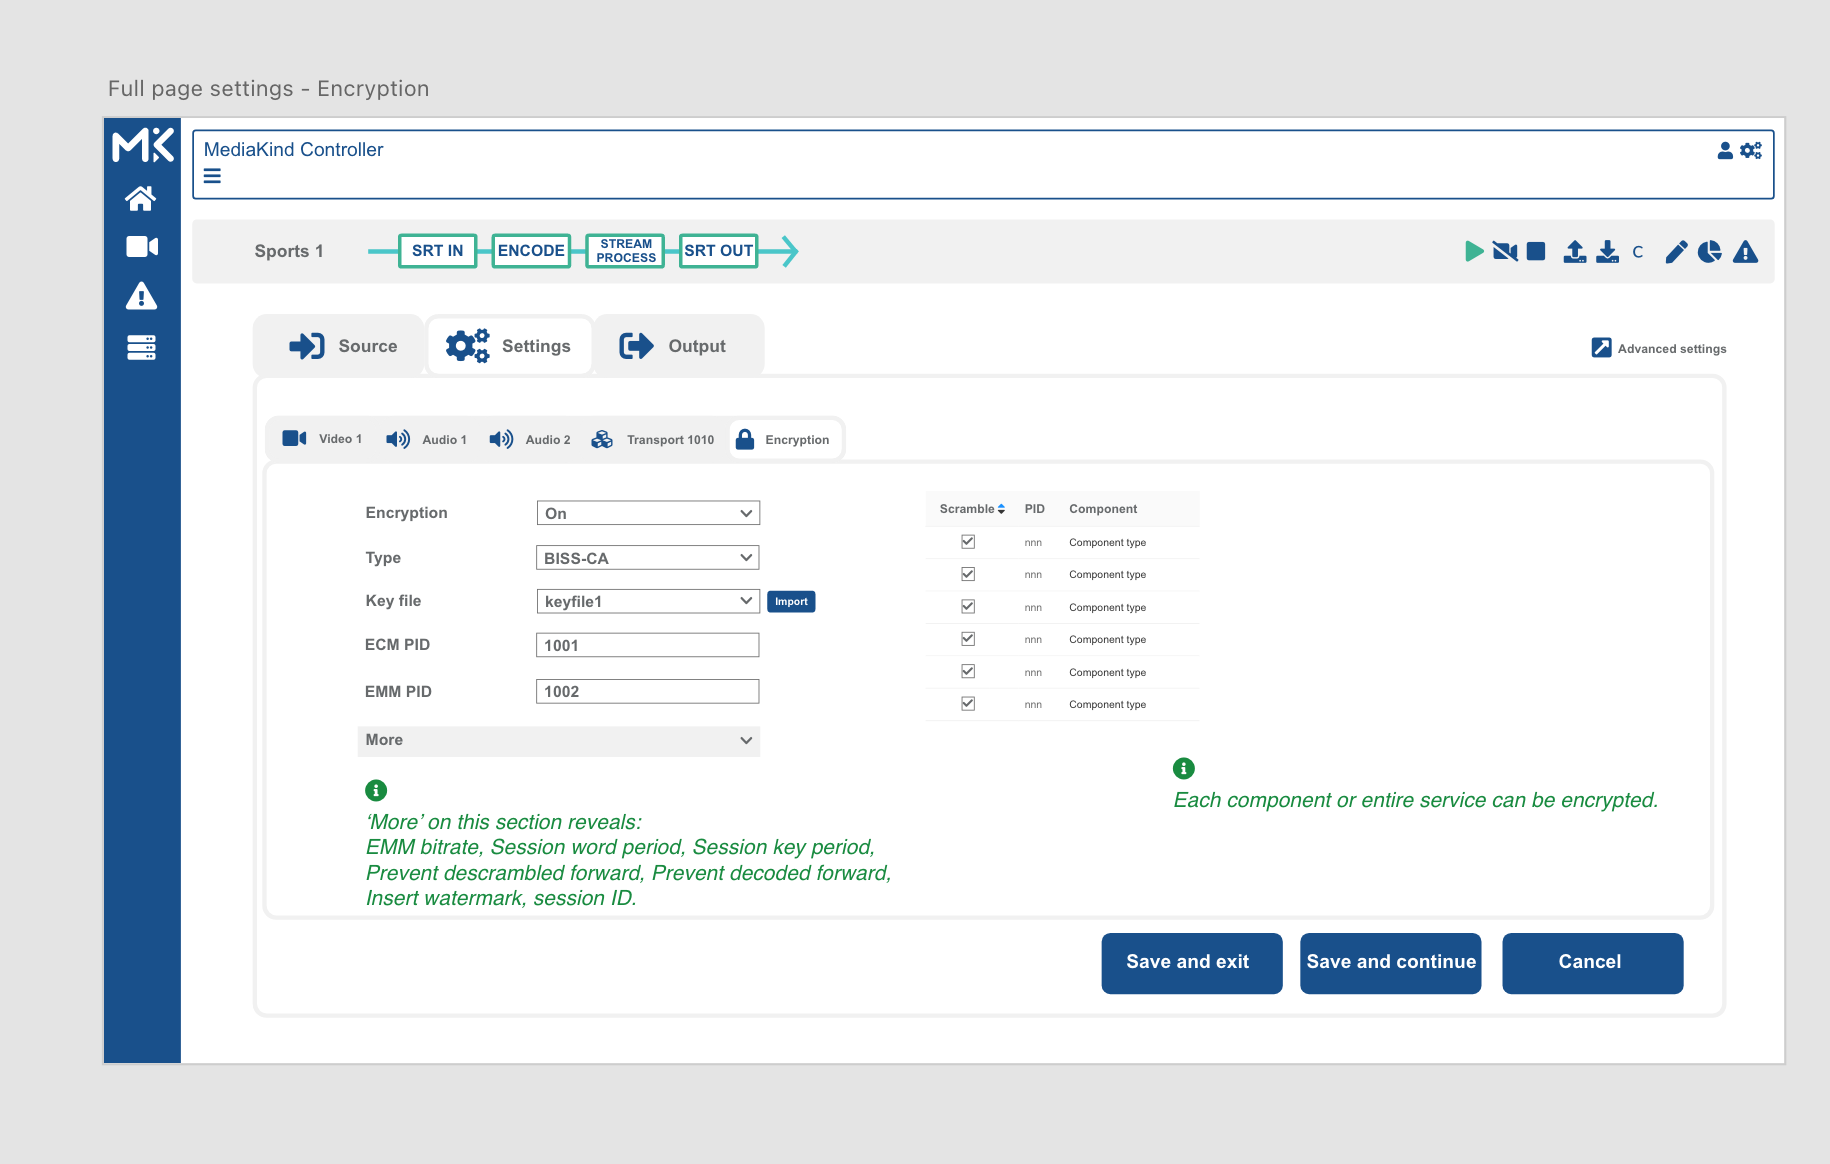 Full page settings - Encryption
MK
MediaKind Controller
Sports 1
SRT IN
ENCODE
STREAM
PROCESS
SRT OUT
C
Source
Settings
Output
Advanced settings
Video 1
Audio 1
Audio 2
Transport 1010
Encryption
Encryption
On
Type
BISS-CA
Key file
keyfile1
Import
ECM PID
1001
EMM PID
1002
More
Scramble PID Component
nnn Component type
nnn Component type
nnn Component type
nnn Component type
nnn Component type
nnn Component type
‘More’ on this section reveals:
EMM bitrate, Session word period, Session key period,
Prevent descrambled forward, Prevent decoded forward,
Insert watermark, session ID.
Each component or entire service can be encrypted.
Save and exit
Save and continue
Cancel